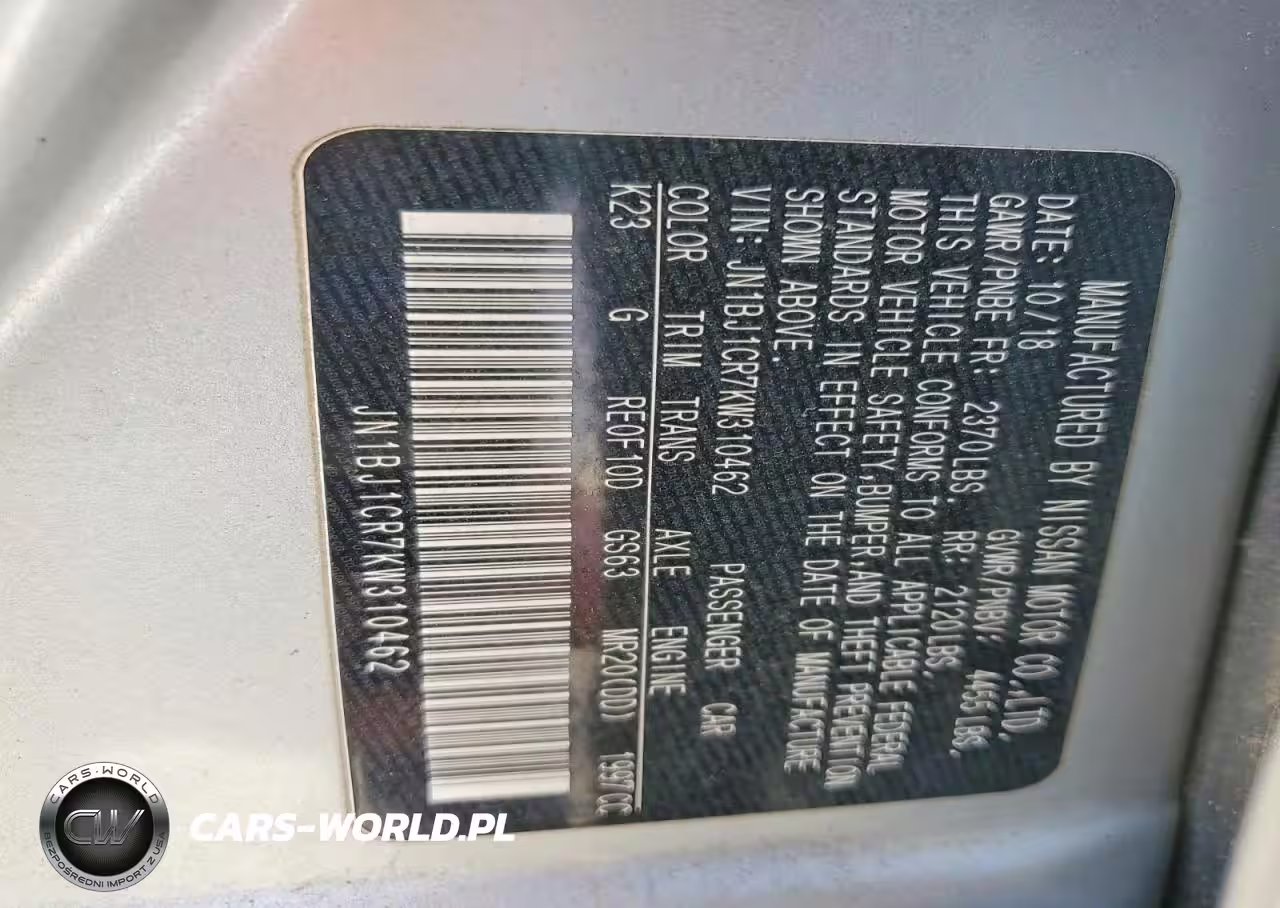 MANUFACTURED BY NISSAN MOTOR CO.,LTD.
DATE: 10/18 GVWR/PNBV: 4455 LBS.
GAWR/PNBE FR: 2370 LBS. RR: 2120 LBS.
THIS VEHICLE CONFORMS TO ALL APPLICABLE FEDERAL
MOTOR VEHICLE SAFETY,BUMPER,AND THEFT PREVENTION
STANDARDS IN EFFECT ON THE DATE OF MANUFACTURE
SHOWN ABOVE.
VIN: JN1BJ1CR7KW310462 PASSENGER CAR
COLOR TRIM TRANS AXLE ENGINE
K23 G RE0F10D GS63 MR20(DD) 1997CC
JN1BJ1CR7KW310462
CARS-WORLD
CW
BEZPOŚREDNI IMPORT Z USA
CARS-WORLD.PL